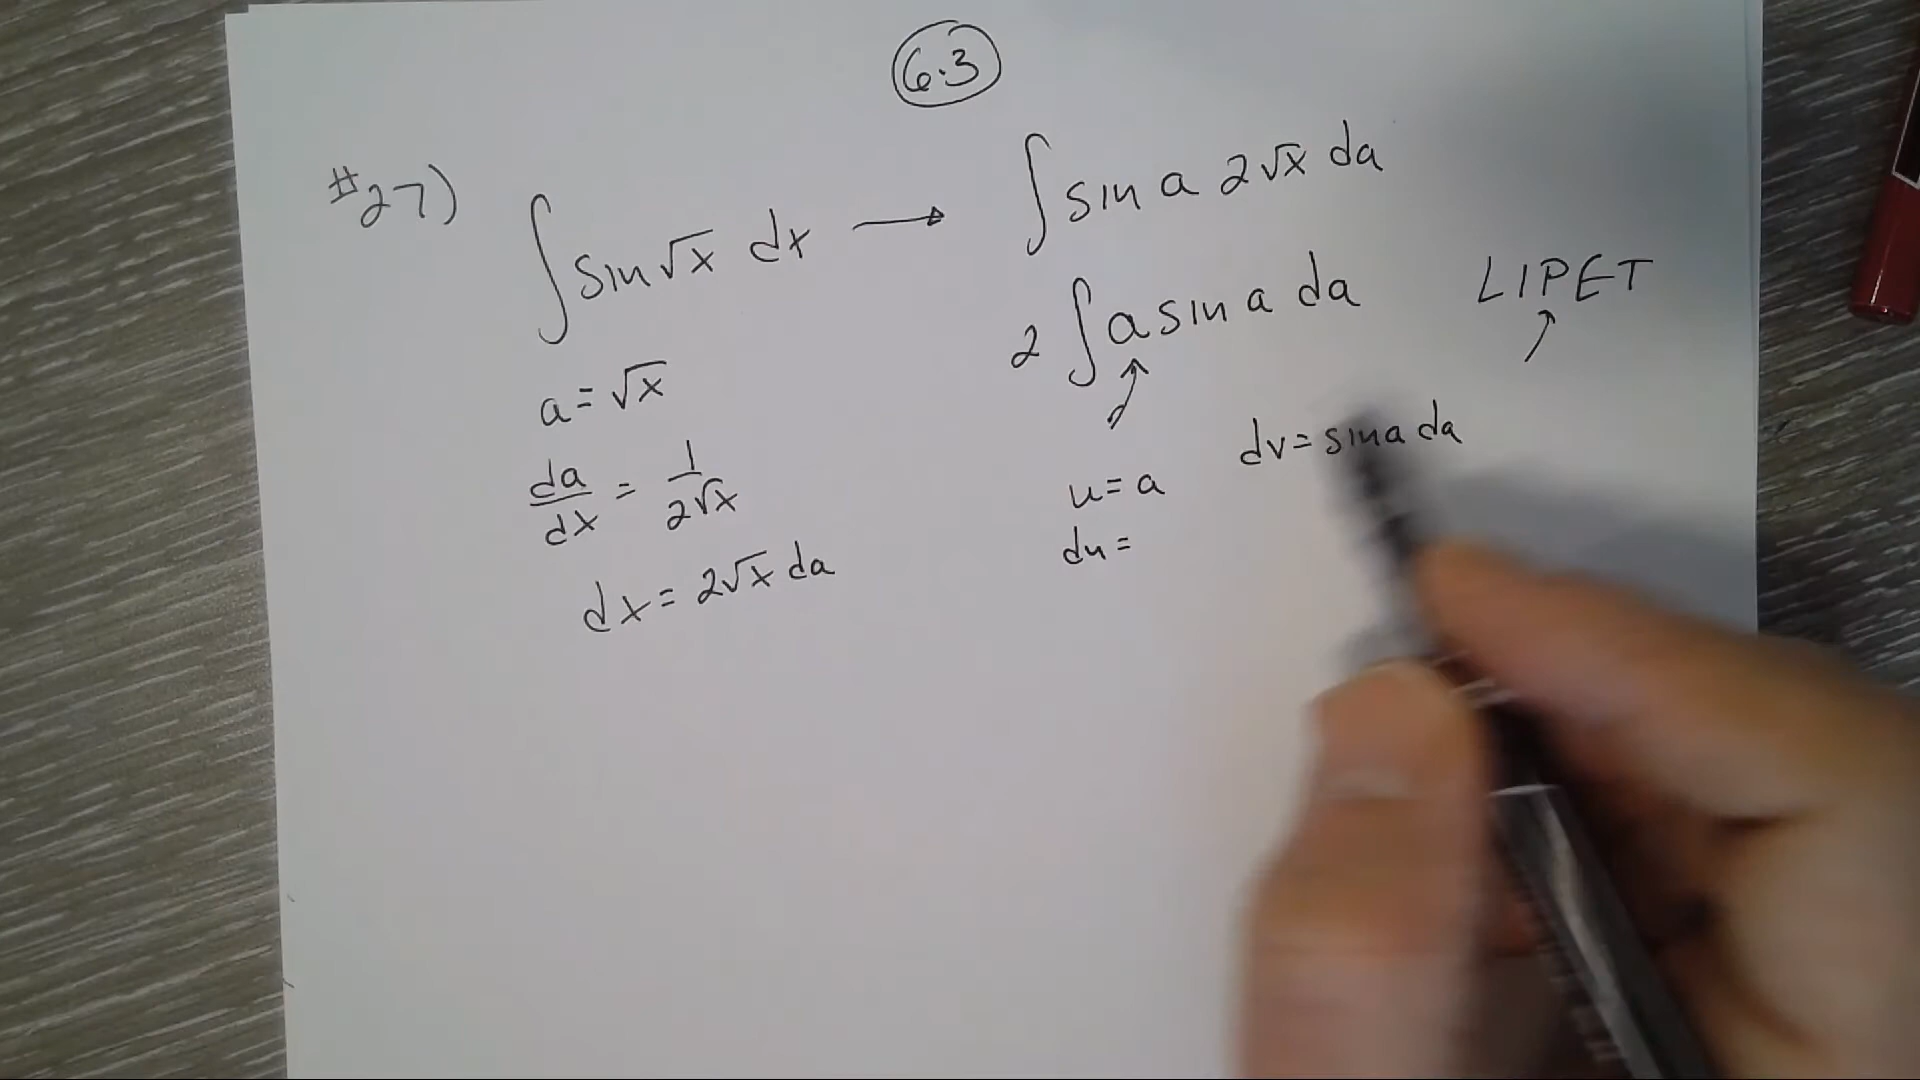 6.3
#27) ∫ sin √x dx → ∫ sin a 2√x da
2 ∫ a sin a da LIPET
a = √x
da/dx = 1/2√x
dx = 2√x da
dv = sin a da
u = a
du =